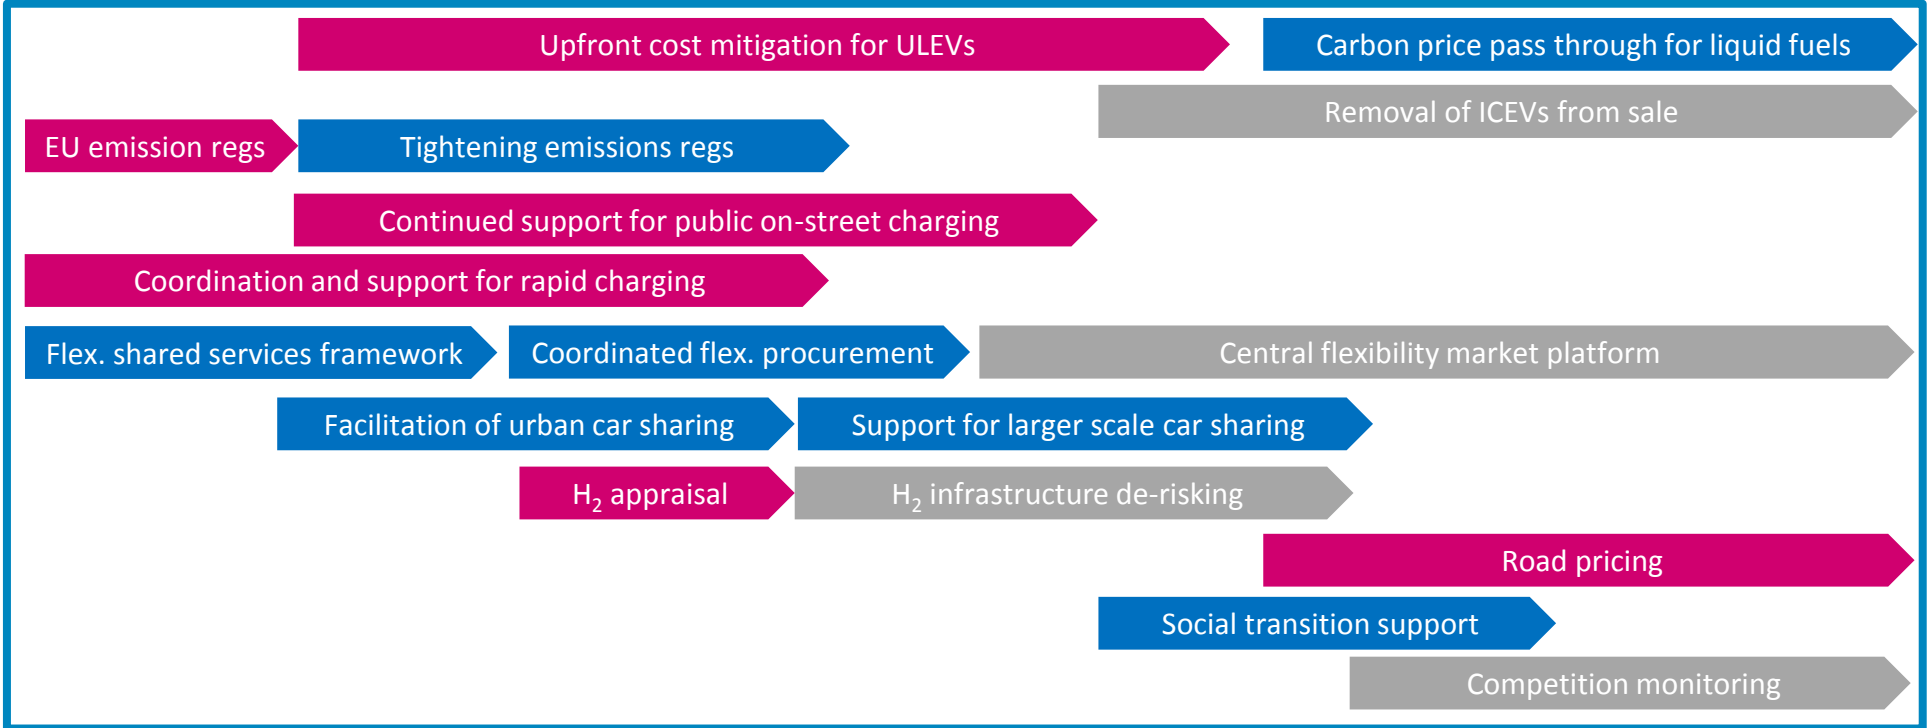 Upfront cost mitigation for ULEVs
Carbon price pass through for liquid fuels
Removal of ICEVs from sale
EU emission regs
Tightening emissions regs
Continued support for public on-street charging
Coordination and support for rapid charging
Flex. shared services framework
Coordinated flex. procurement
Central flexibility market platform
Facilitation of urban car sharing
Support for larger scale car sharing
H₂ appraisal
H₂ infrastructure de-risking
Road pricing
Social transition support
Competition monitoring